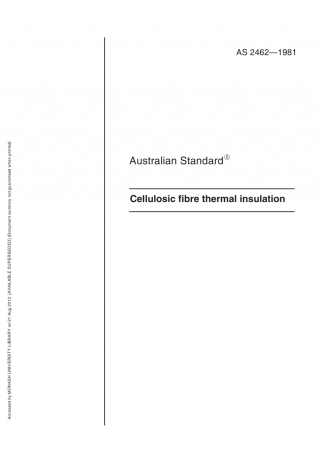 AS 2462—1981
Australian Standard®
Cellulosic fibre thermal insulation
Accessed by MONASH UNIVERSITY LIBRARY on 21 Aug 2013 [AVAILABLE SUPERSEDED] (Document currency not guaranteed when printed)